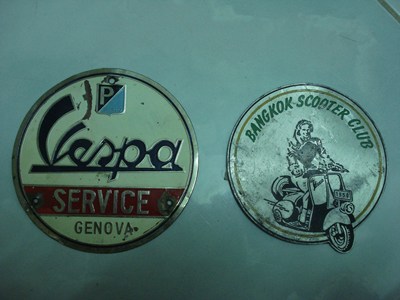 P
Vespa
SERVICE
GENOVA
BANGKOK SCOOTER CLUB